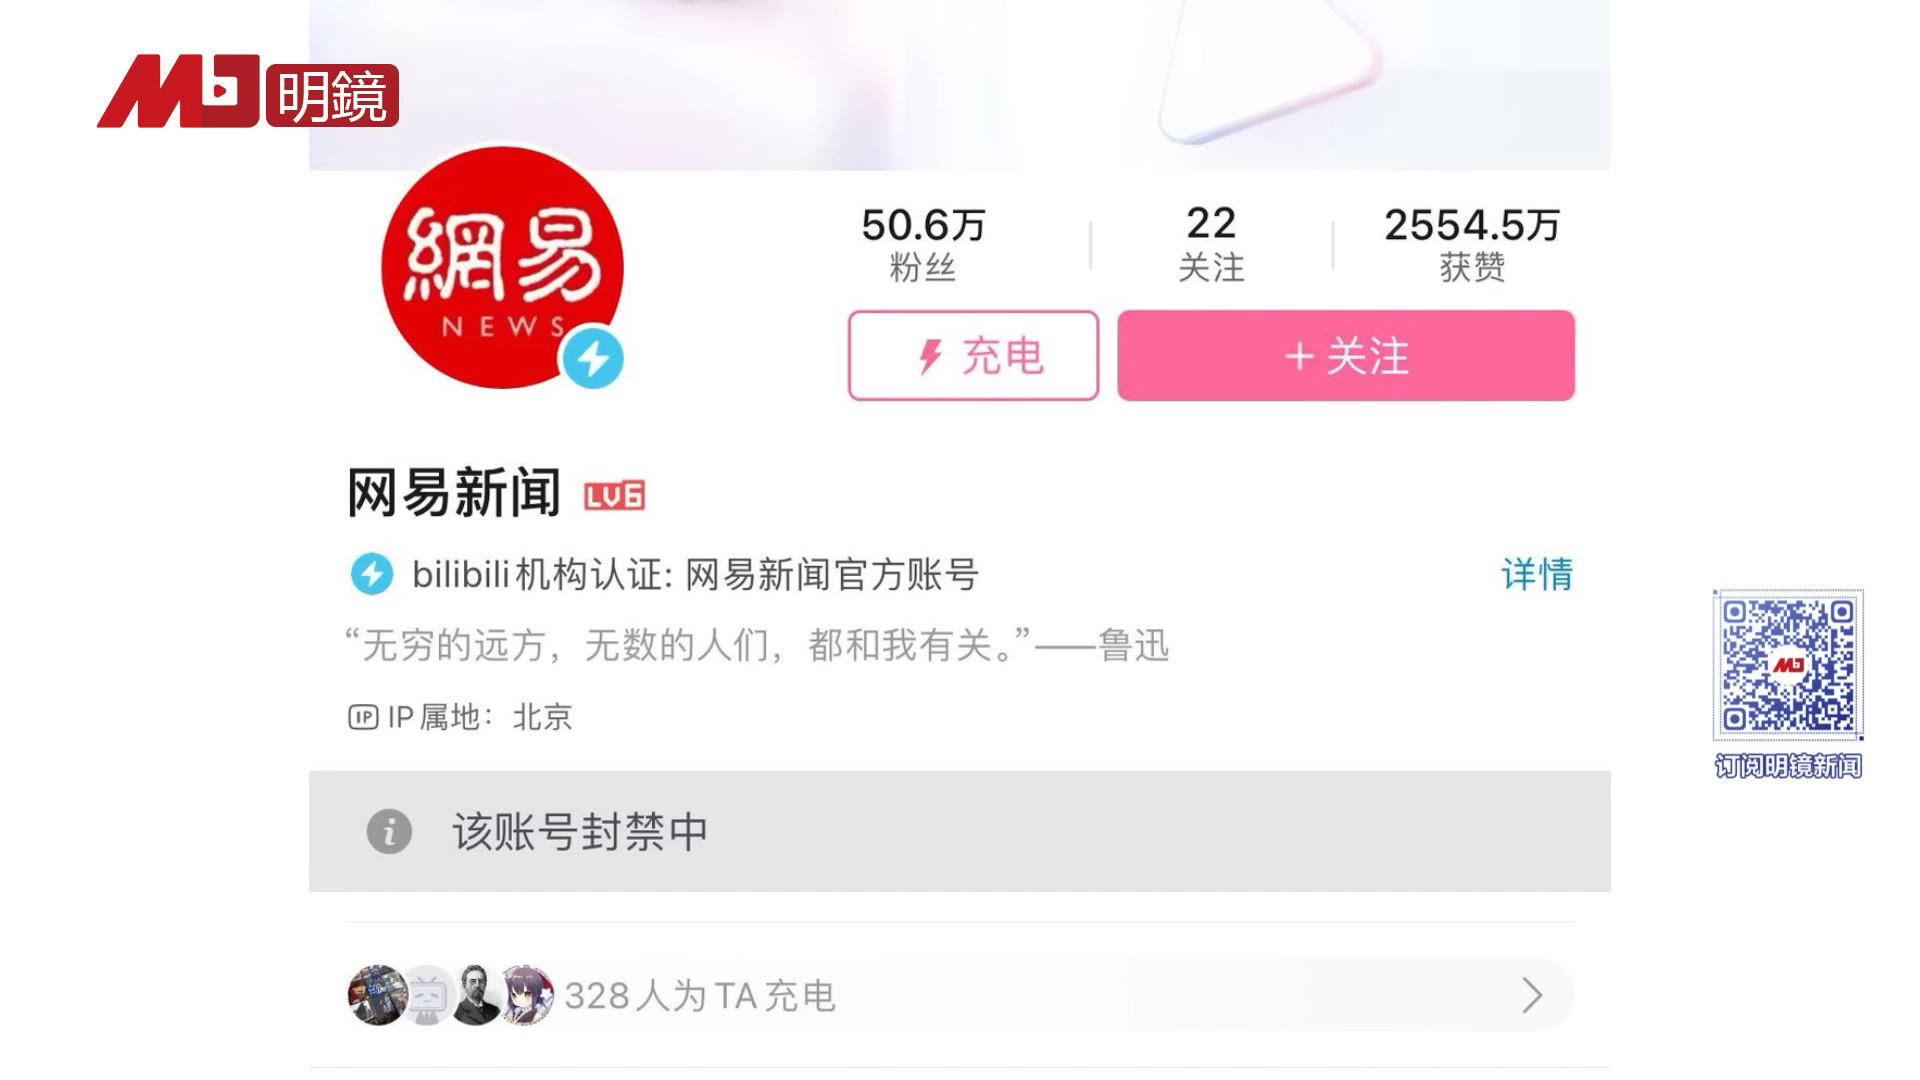 明鏡
網易
NEWS
50.6万
粉丝
22
关注
2554.5万
获赞
充电
+ 关注
网易新闻 LV6
bilibili机构认证: 网易新闻官方账号
详情
“无穷的远方，无数的人们，都和我有关。”——鲁迅
IP IP属地：北京
订阅明镜新闻
该账号封禁中
328人为TA充电